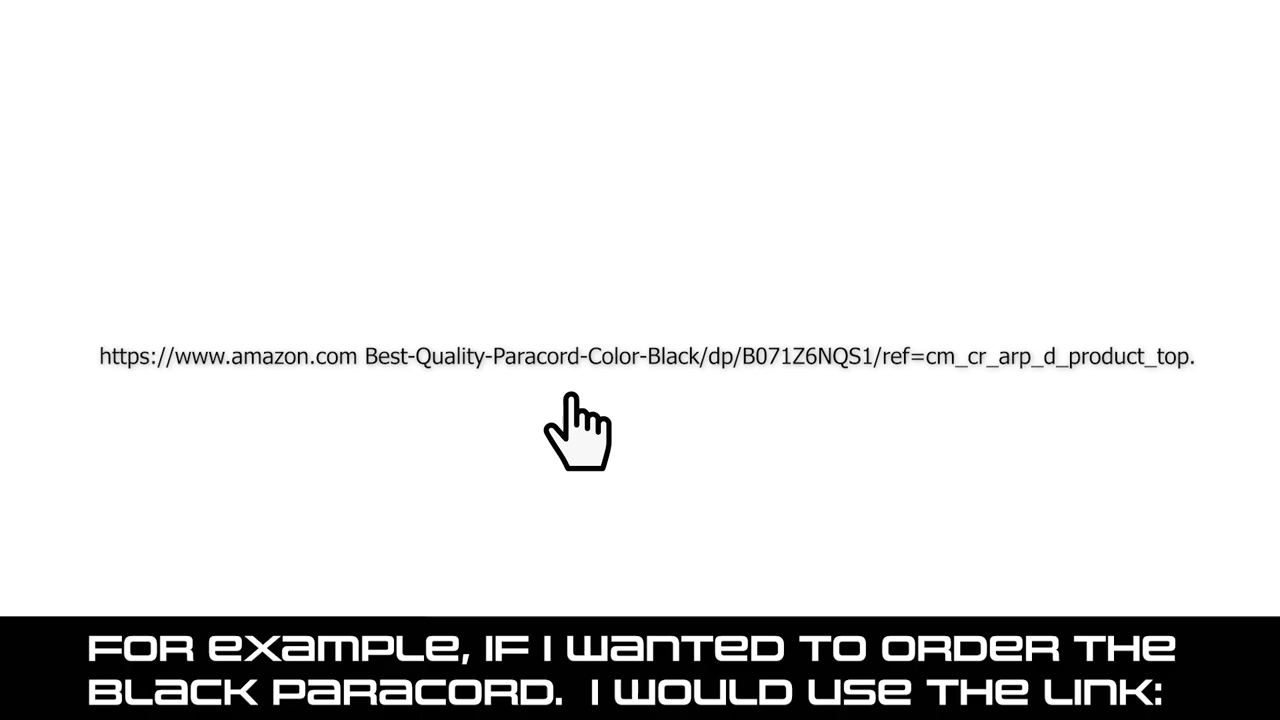 https://www.amazon.com Best-Quality-Paracord-Color-Black/dp/B071Z6NQS1/ref=cm_cr_arp_d_product_top.
FOR EXAMPLE, IF I WANTED TO ORDER THE
BLACK PARACORD.  I WOULD USE THE LINK: